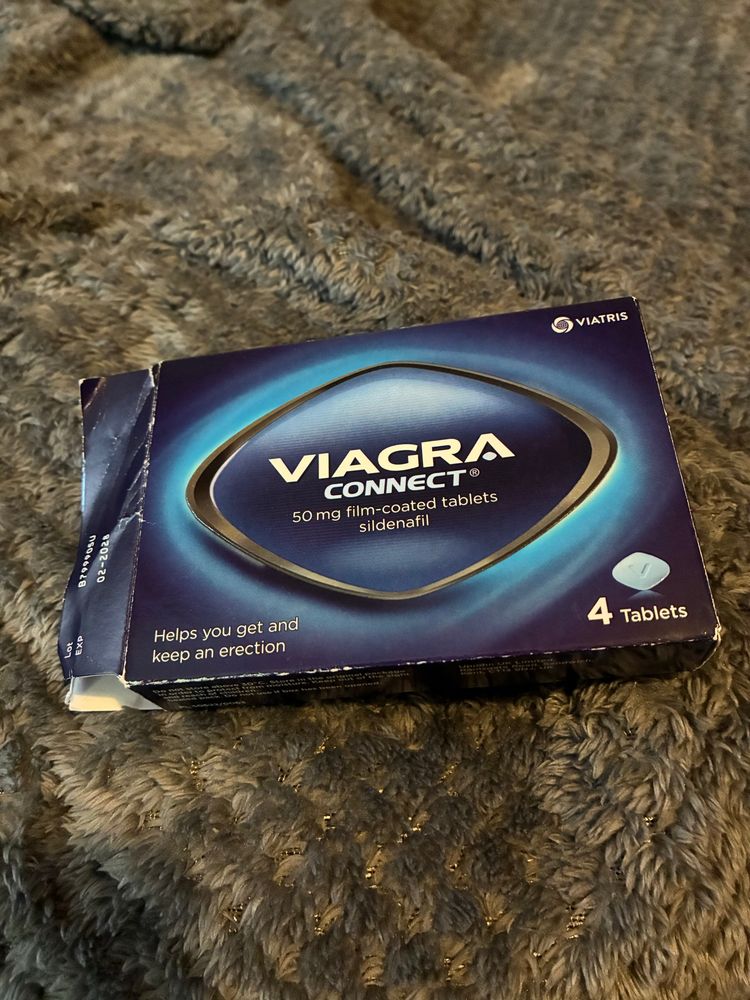 VIATRIS
VIAGRA
CONNECT®
50 mg film-coated tablets
sildenafil
4 Tablets
Helps you get and
keep an erection
Lot B799905U
EXP 02-2028